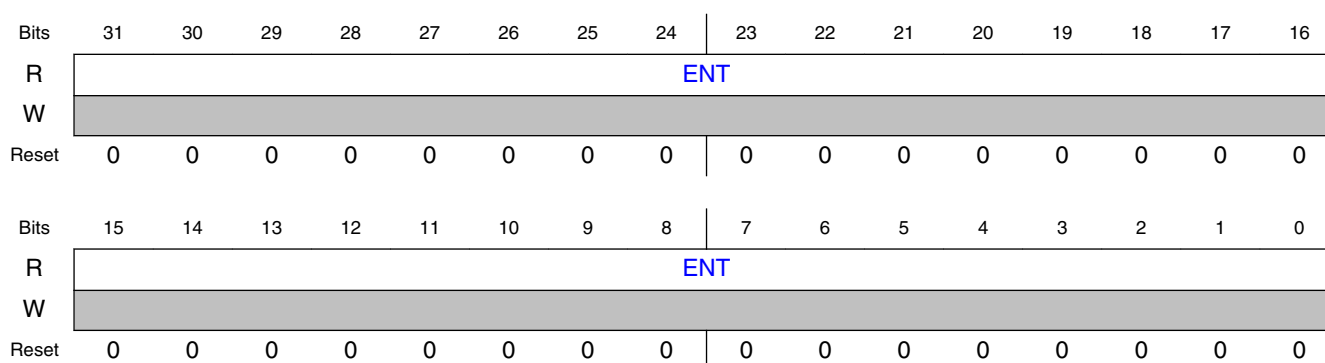 Bits 31 30 29 28 27 26 25 24 23 22 21 20 19 18 17 16
R ENT
W
Reset 0 0 0 0 0 0 0 0 0 0 0 0 0 0 0 0
Bits 15 14 13 12 11 10 9 8 7 6 5 4 3 2 1 0
R ENT
W
Reset 0 0 0 0 0 0 0 0 0 0 0 0 0 0 0 0